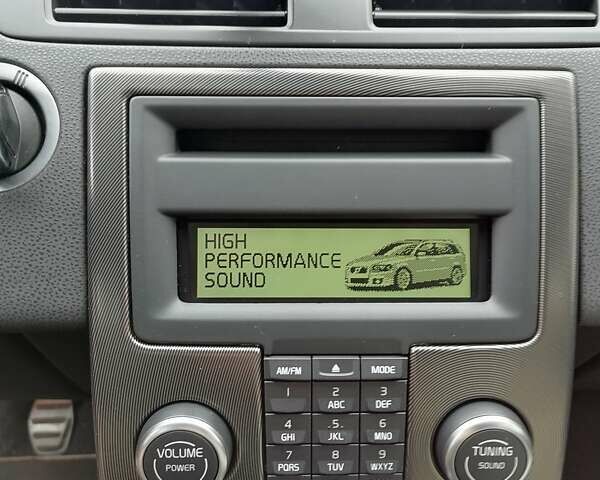 HIGH
PERFORMANCE
SOUND
AM/FM
MODE
1
2
ABC
3
DEF
4
GHI
.5.
JKL
6
MNO
7
PQRS
8
TUV
9
WXYZ
VOLUME
POWER
TUNING
SOUND